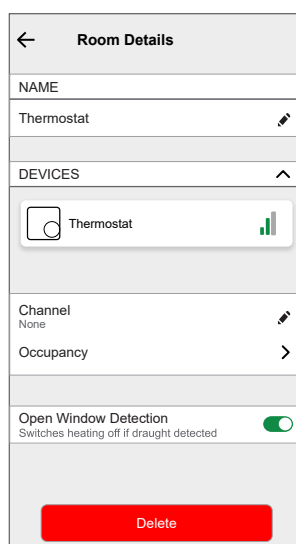 Room Details
NAME
Thermostat
DEVICES
Thermostat
Channel
None
Occupancy
Open Window Detection
Switches heating off if draught detected
Delete